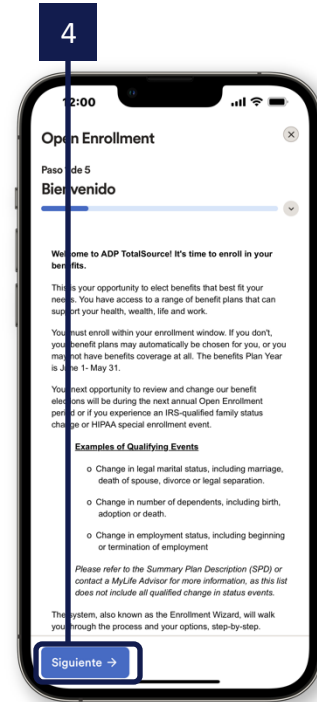 4
12:00
Open Enrollment
Paso 1 de 5
Bienvenido
Welcome to ADP TotalSource! It's time to enroll in your
benefits.
This is your opportunity to elect benefits that best fit your
needs. You have access to a range of benefit plans that can
support your health, wealth, life and work.
You must enroll within your enrollment window. If you don't,
your benefit plans may automatically be chosen for you, or you
may not have benefits coverage at all. The benefits Plan Year
is June 1- May 31.
Your next opportunity to review and change our benefit
elections will be during the next annual Open Enrollment
period or if you experience an IRS-qualified family status
change or HIPAA special enrollment event.
Examples of Qualifying Events
o Change in legal marital status, including marriage,
death of spouse, divorce or legal separation.
o Change in number of dependents, including birth,
adoption or death.
o Change in employment status, including beginning
or termination of employment
Please refer to the Summary Plan Description (SPD) or
contact a MyLife Advisor for more information, as this list
does not include all qualified change in status events.
The system, also known as the Enrollment Wizard, will walk
you through the process and your options, step-by-step.
Siguiente →